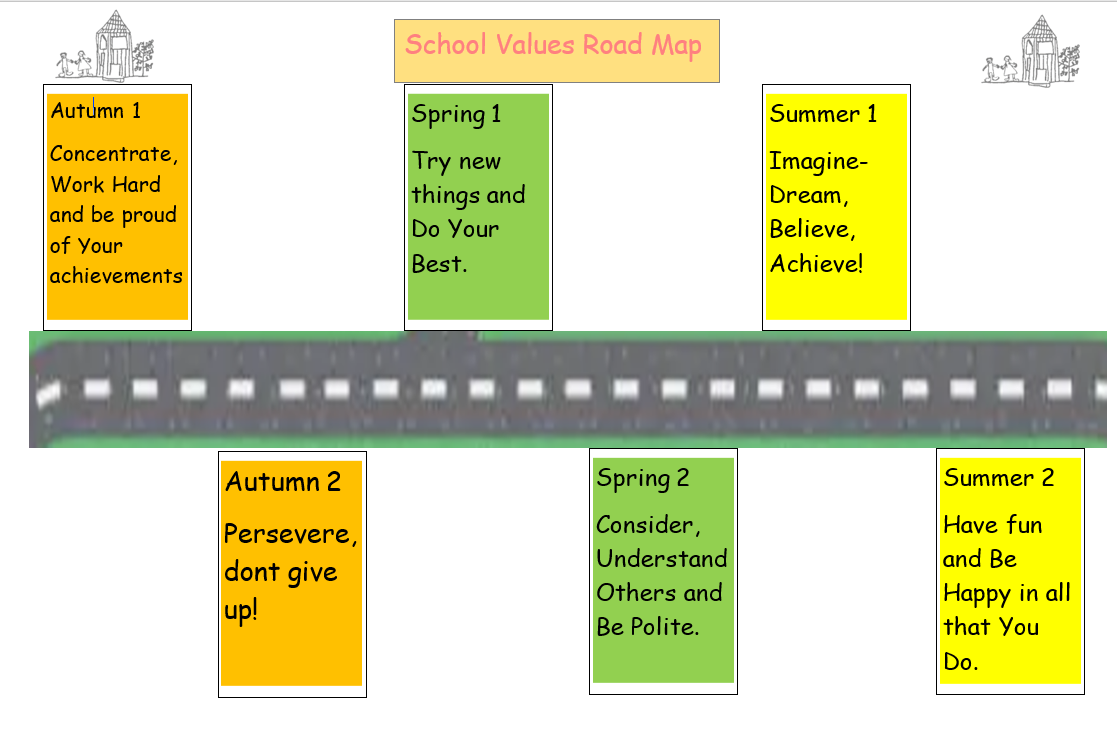 School Values Road Map
Autumn 1
Concentrate,
Work Hard
and be proud
of Your
achievements
Spring 1
Try new
things and
Do Your
Best.
Summer 1
Imagine-
Dream,
Believe,
Achieve!
Autumn 2
Persevere,
dont give
up!
Spring 2
Consider,
Understand
Others and
Be Polite.
Summer 2
Have fun
and Be
Happy in all
that You
Do.